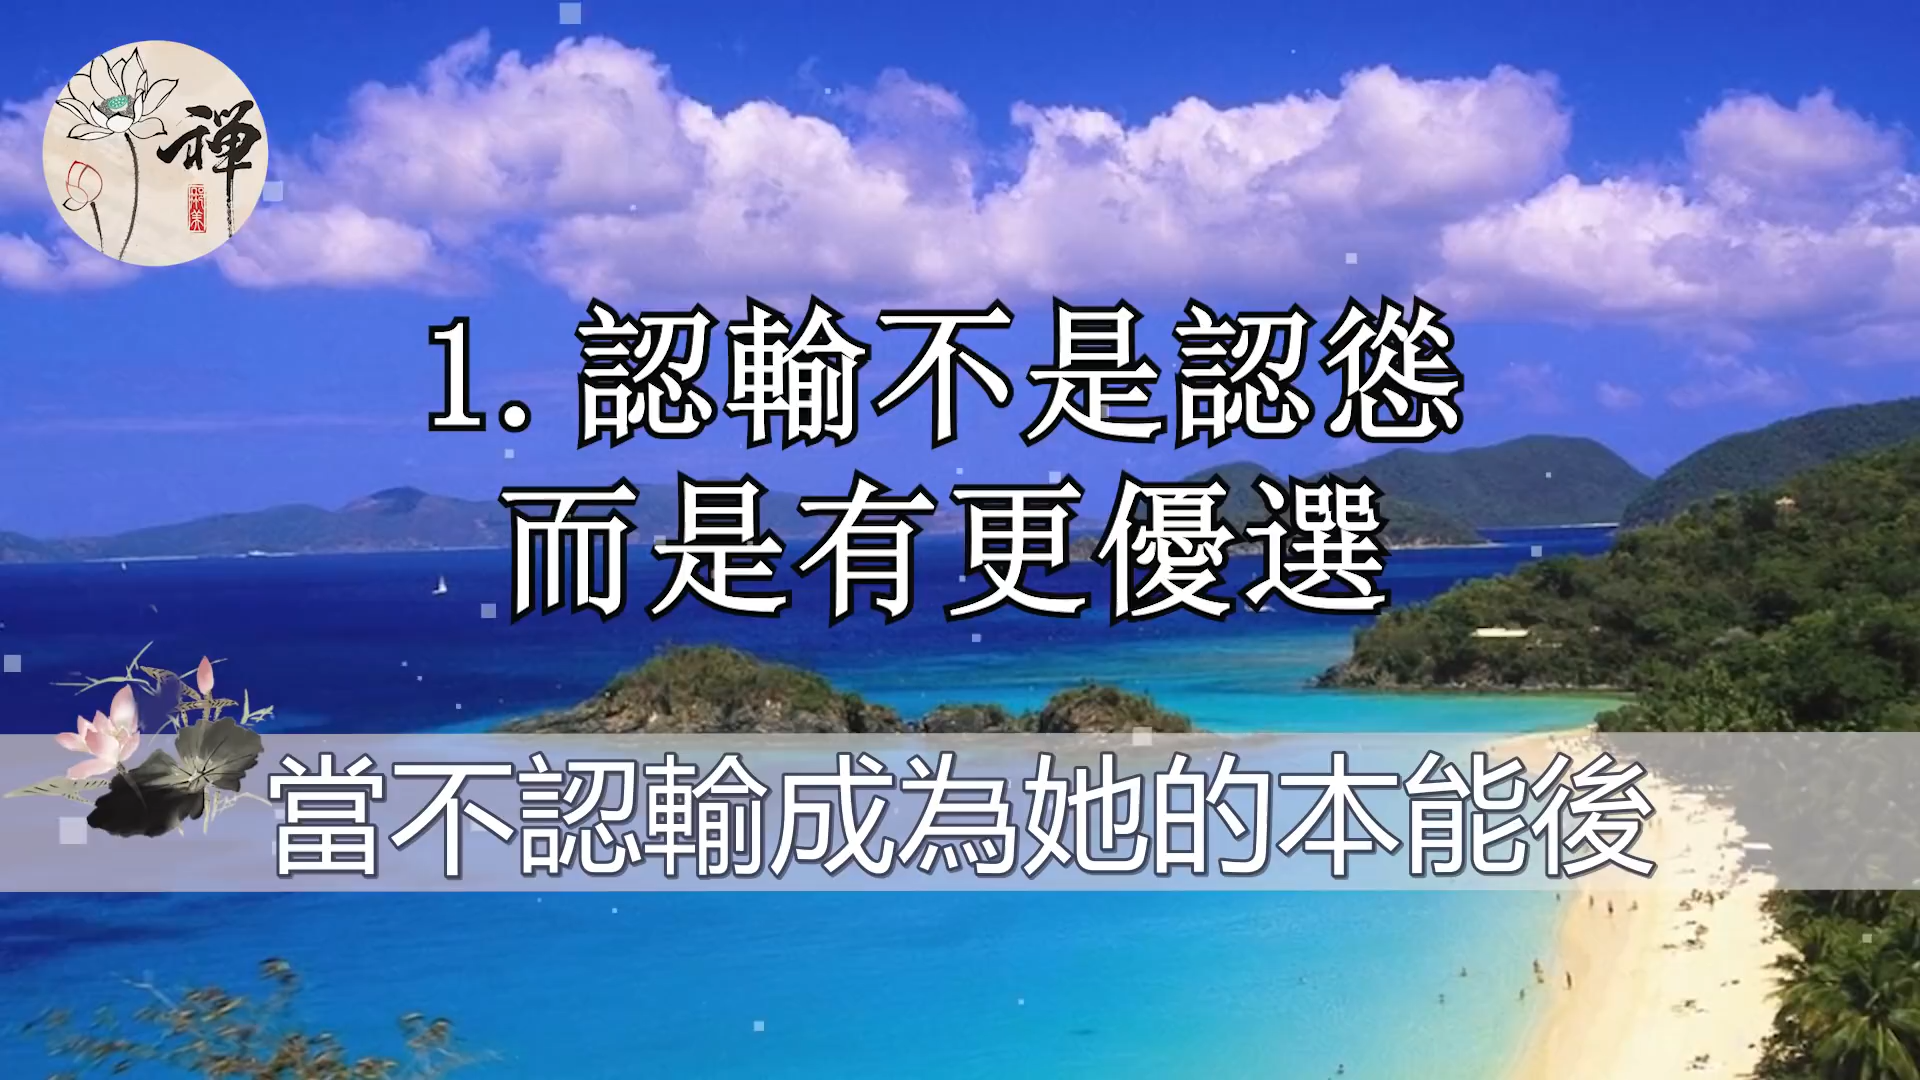 禅
1.認輸不是認慫
而是有更優選
當不認輸成為她的本能後